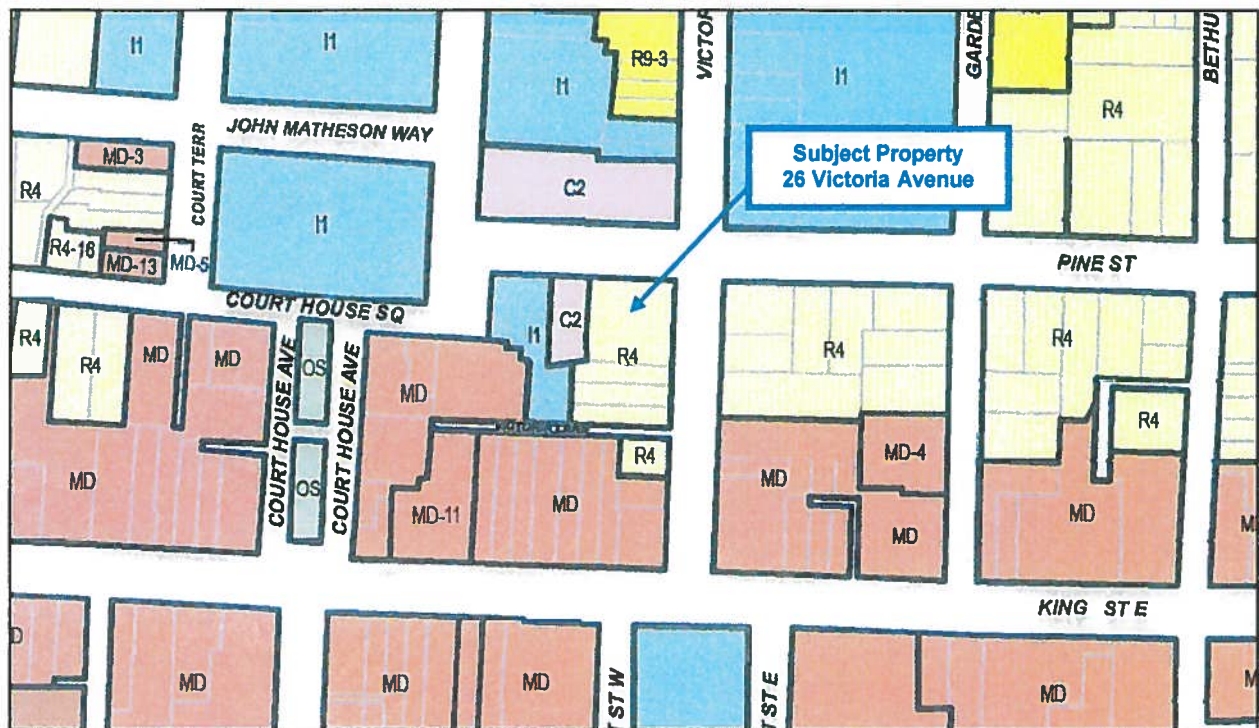 I1
I1
I1
R9-3
VICTOR
I1
GARDE
R4
BETHU
JOHN MATHESON WAY
COURT TERR
MD-3
R4
I1
C2
Subject Property
26 Victoria Avenue
R4-16
MD-13
MD-5
PINE ST
COURT HOUSE SQ
R4
R4
MD
MD
COURT HOUSE AVE
OS
COURT HOUSE AVE
MD
I1
C2
R4
R4
R4
R4
MD
OS
MD-11
MD
R4
MD
MD-4
MD
MD
M
KING ST E
D
MD
MD
MD
T ST W
ST E
MD
M